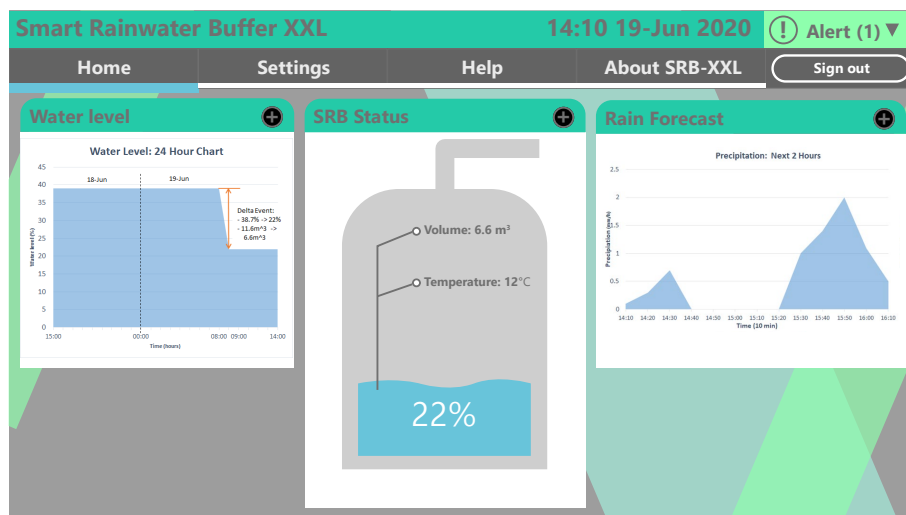 Smart Rainwater Buffer XXL
14:10 19-Jun 2020
! Alert (1) ▼
Home
Settings
Help
About SRB-XXL
Sign out
Water level
Water Level: 24 Hour Chart
45
40
35
30
25
20
15
10
5
0
Water level (%)
18-Jun
19-Jun
Delta Event:
- 38.7% -> 22%
- 11.6m^3 ->
6.6m^3
15:00 00:00 08:00 09:00 14:00
Time (hours)
SRB Status
Volume: 6.6 m³
Temperature: 12°C
22%
Rain Forecast
Precipitation: Next 2 Hours
2.5
2
1.5
1
0.5
0
Precipitation (mm/h)
14:10 14:20 14:30 14:40 14:50 15:00 15:10 15:20 15:30 15:40 15:50 16:00 16:10
Time (10 min)